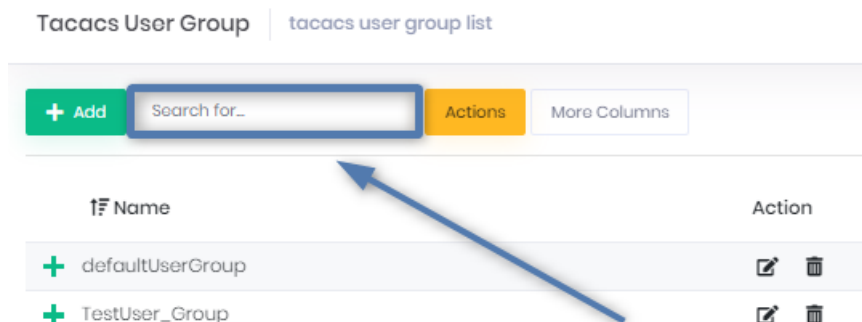 Tacacs User Group tacacs user group list
+ Add Search for... Actions More Columns
Name Action
defaultUserGroup
TestUser_Group